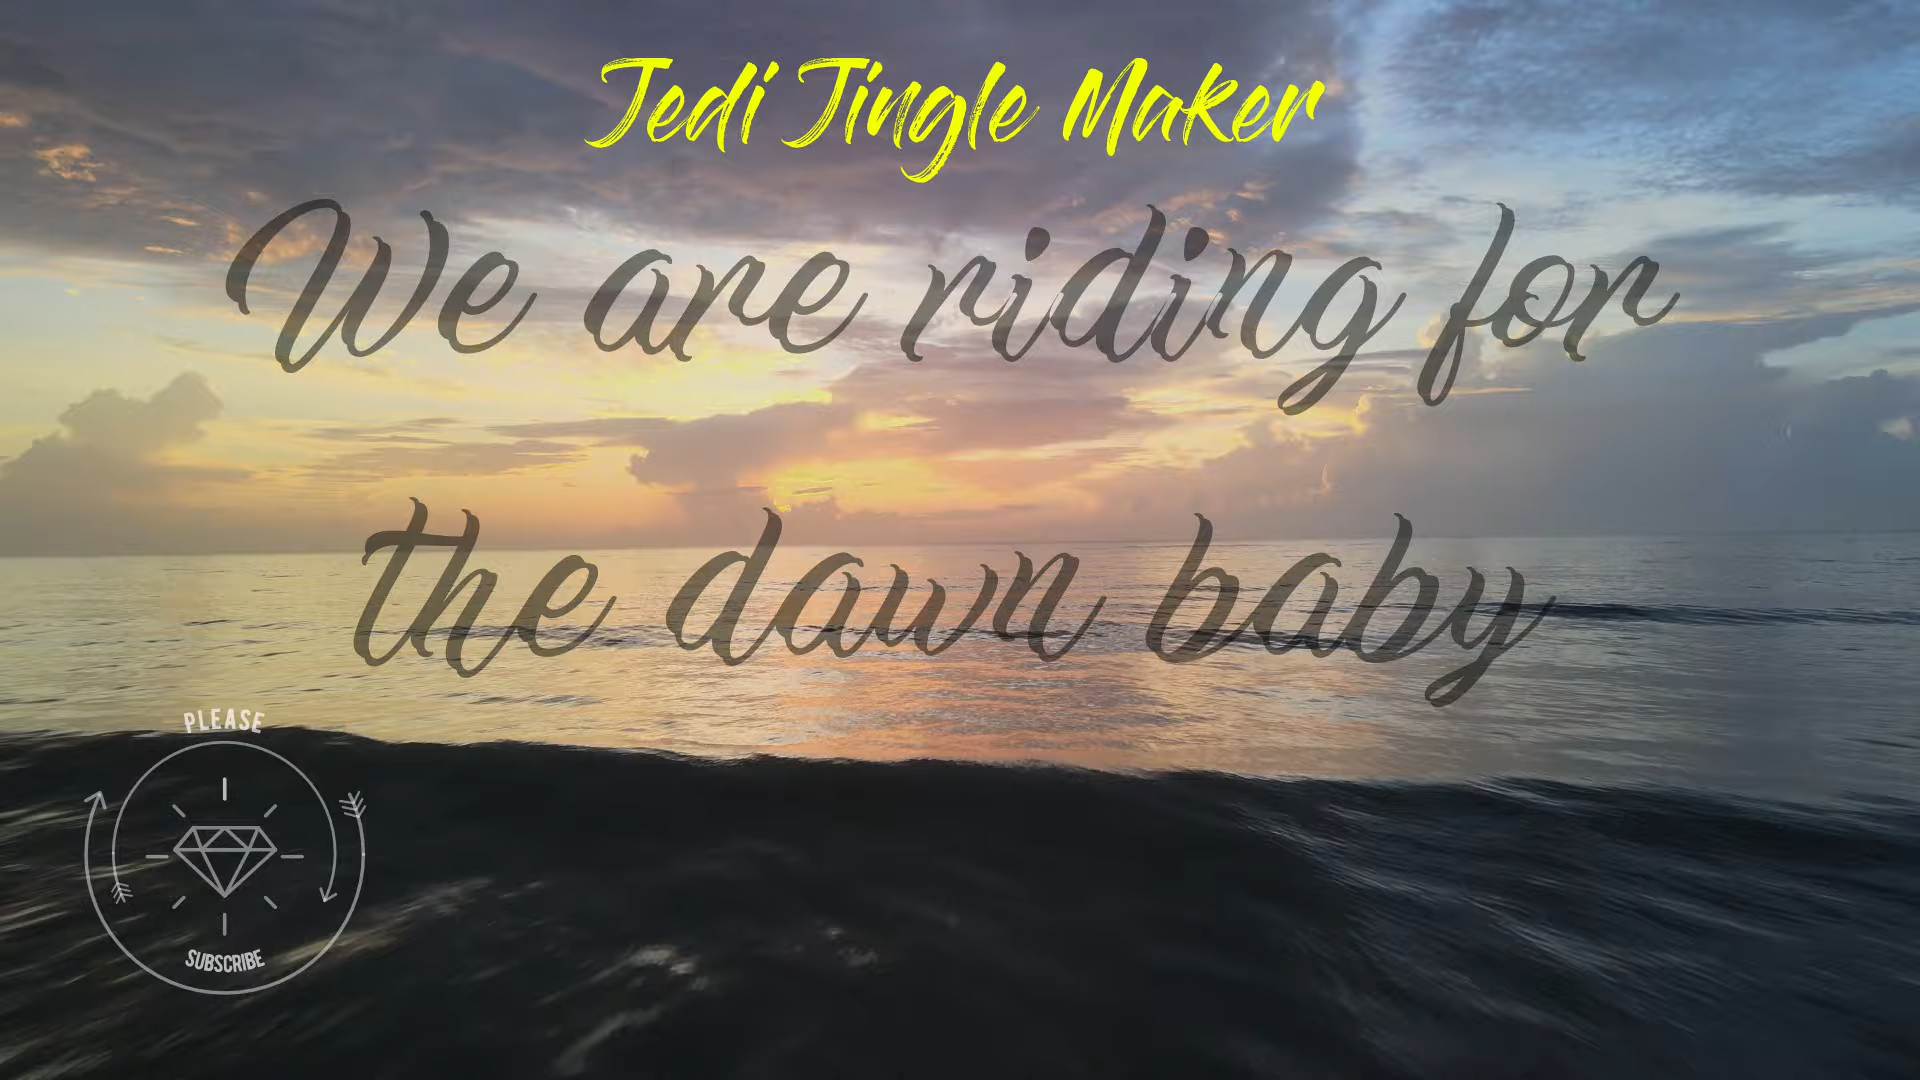 Jedi Jingle Maker
We are riding for
the dawn baby
PLEASE
SUBSCRIBE